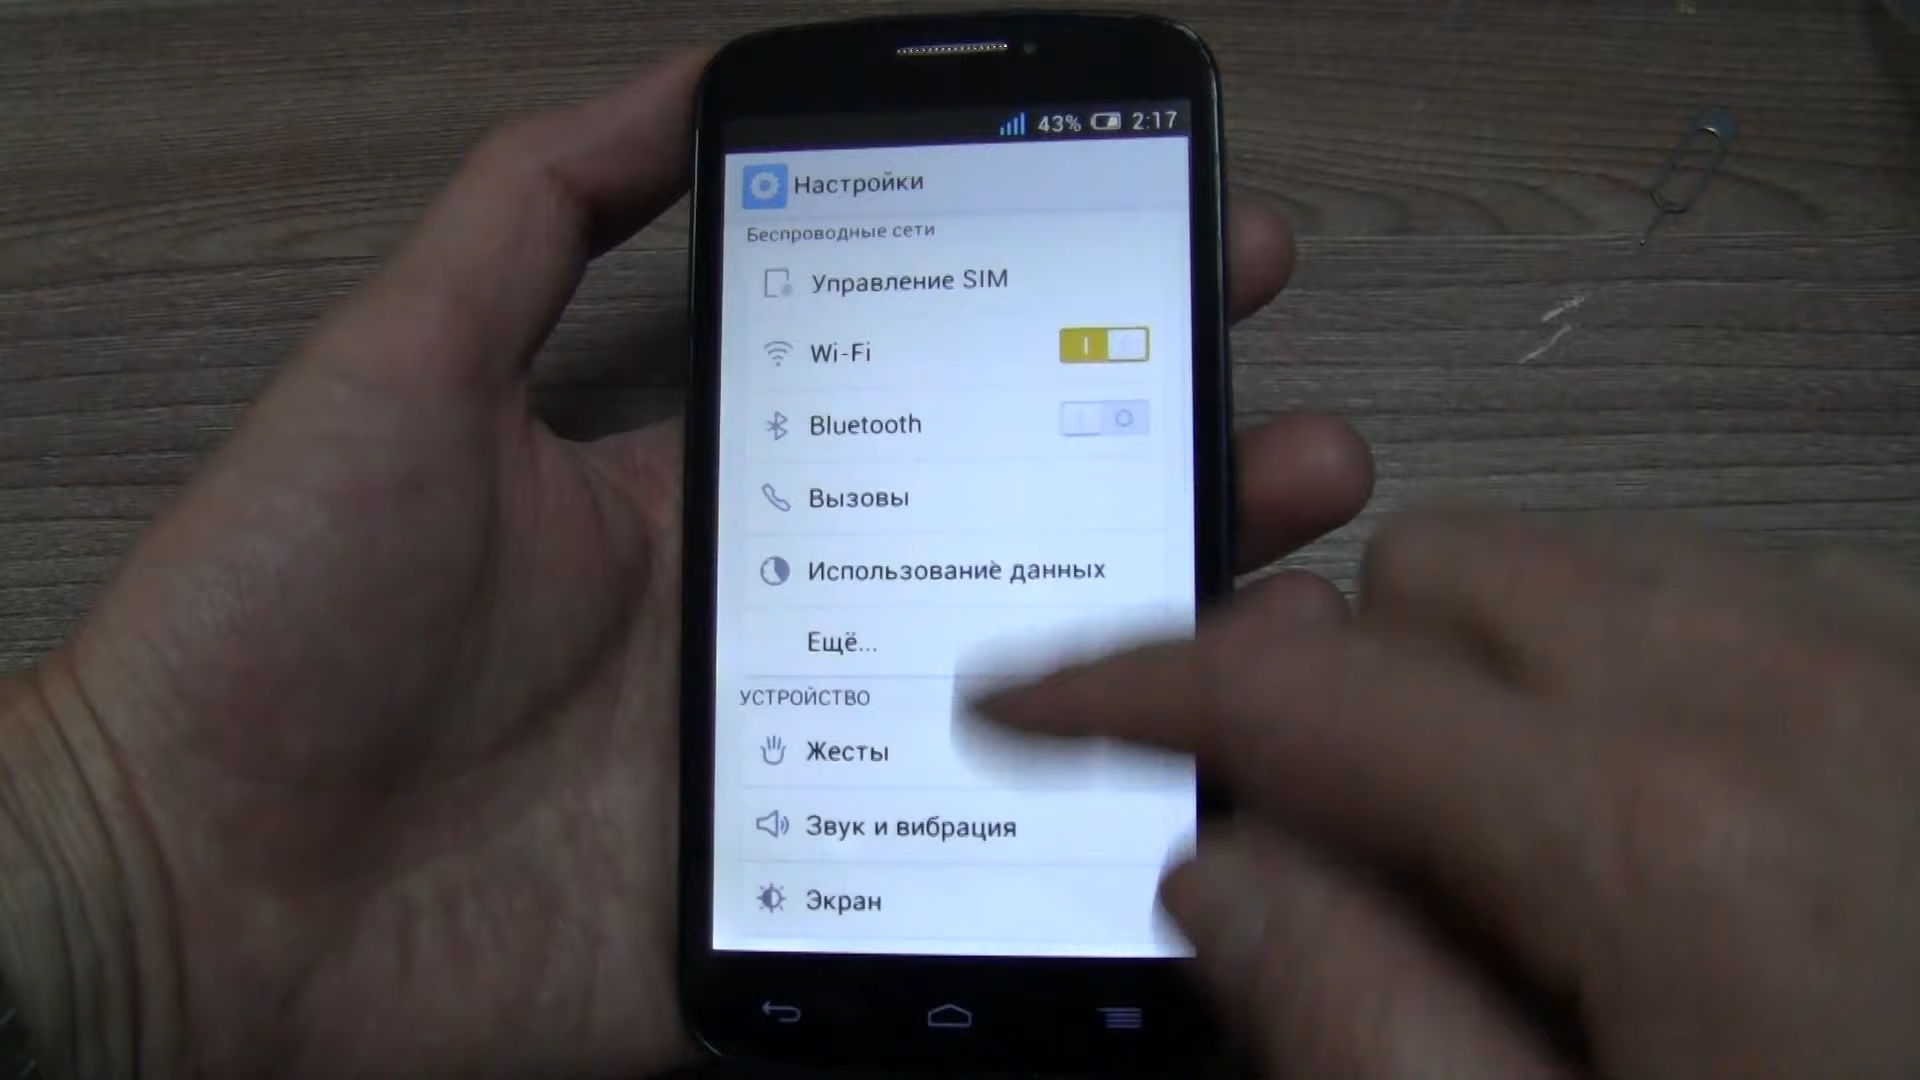 43% 2:17
Настройки
Беспроводные сети
Управление SIM
Wi-Fi
Bluetooth
Вызовы
Использование данных
Ещё...
УСТРОЙСТВО
Жесты
Звук и вибрация
Экран